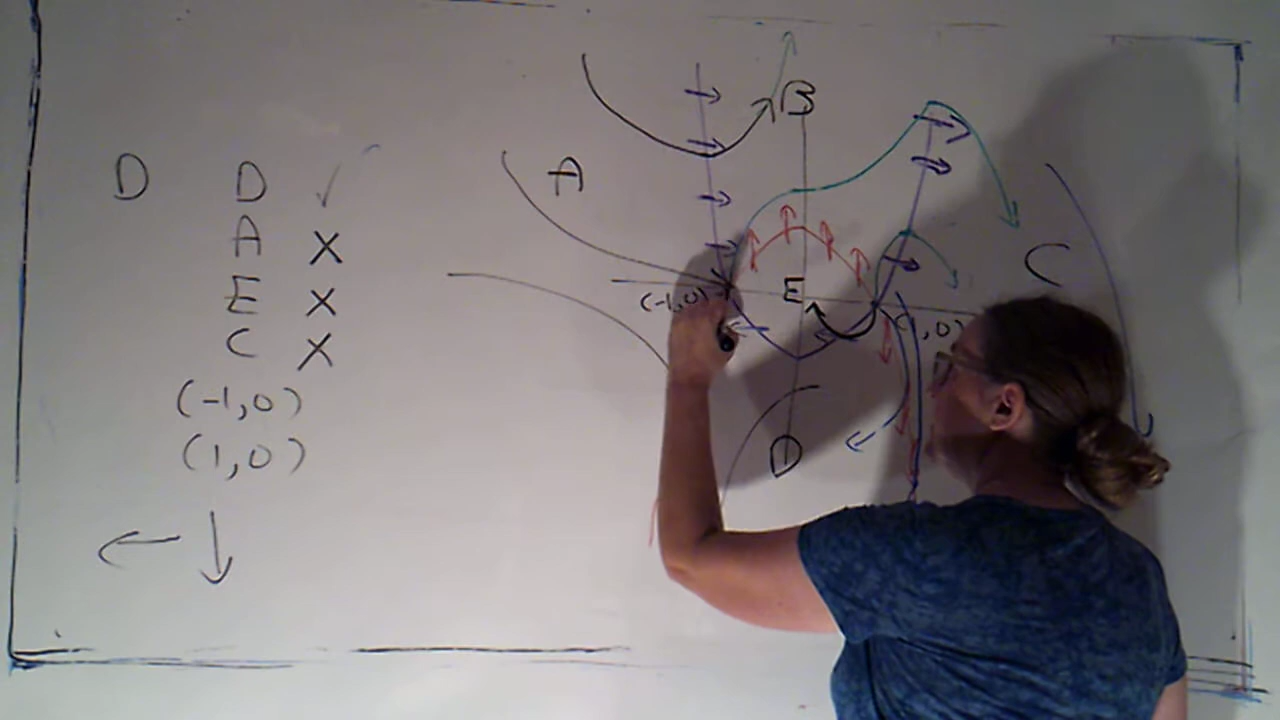 D D ✓
A X
E X
C X
(-1,0)
(1,0)
B
A
C
(-1,0)
E
(1,0)
D